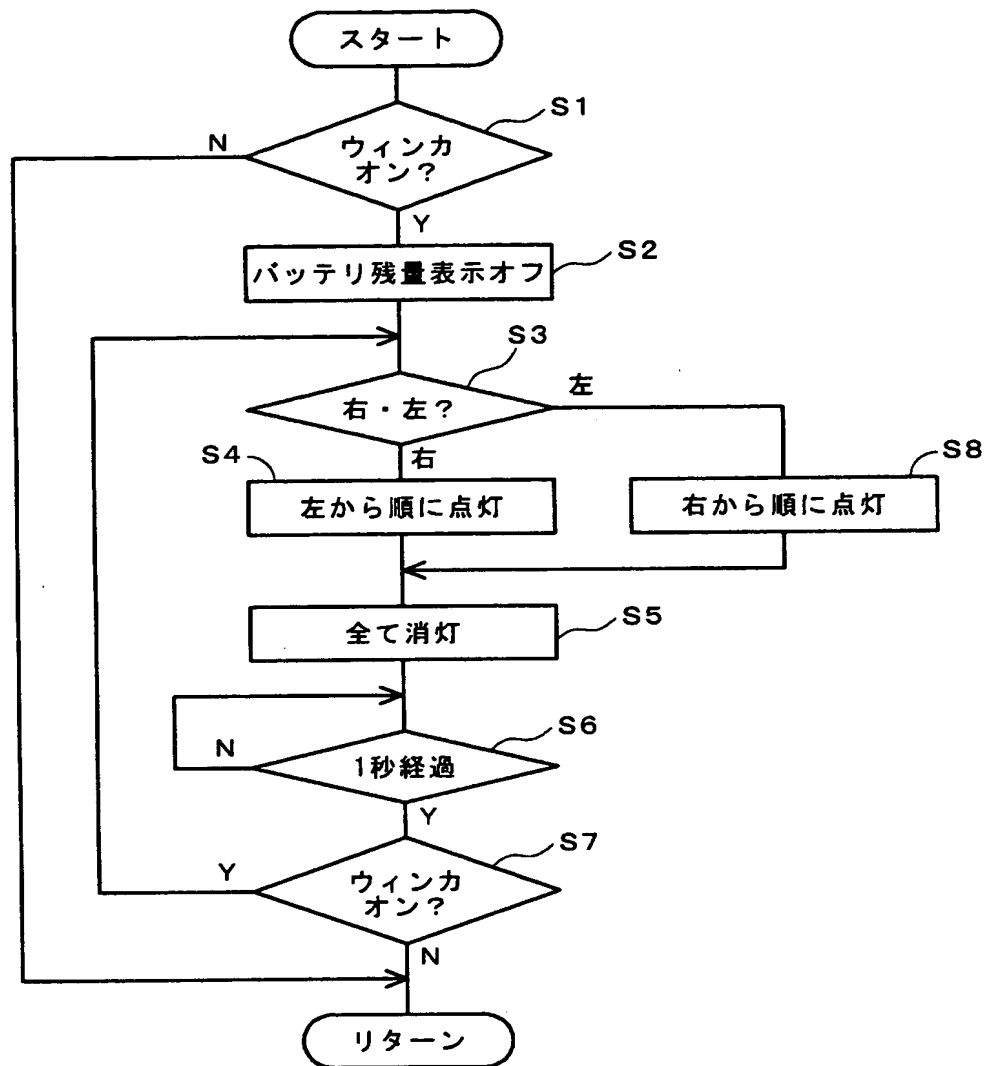 スタート
S1
N
ウィンカ
オン?
Y
S2
バッテリ残量表示オフ
S3
左
右・左?
右
S4
S8
左から順に点灯
右から順に点灯
S5
全て消灯
S6
N
1秒経過
Y
S7
Y
ウィンカ
オン?
N
リターン